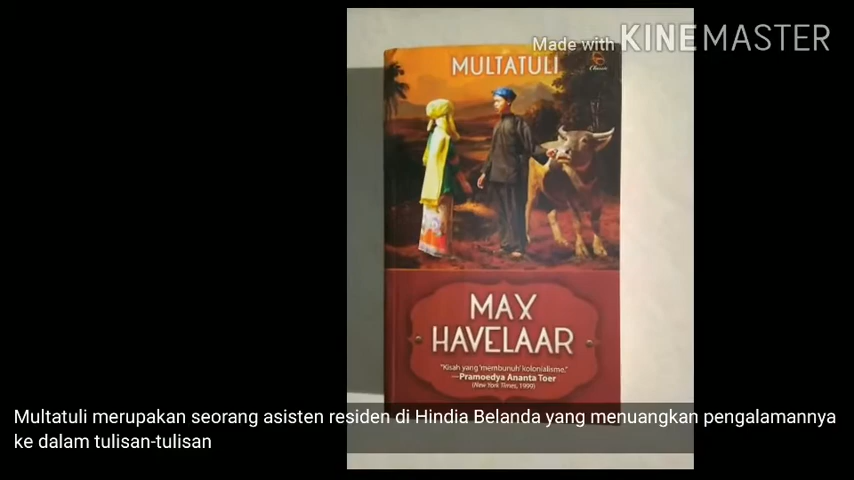 Made with KINEMASTER
MULTATULI
MAX
HAVELAAR
"Kisah yang 'membunuh' kolonialisme."
—Pramoedya Ananta Toer
(New York Times, 1999)
Multatuli merupakan seorang asisten residen di Hindia Belanda yang menuangkan pengalamannya
ke dalam tulisan-tulisan